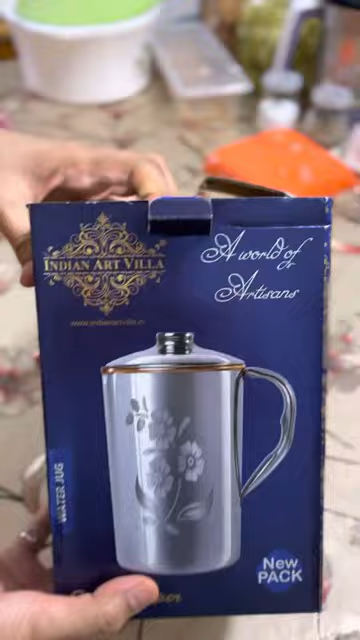 INDIAN ART VILLA
www.indianartvilla.in
A world of
Artisans
WATER JUG
New
PACK